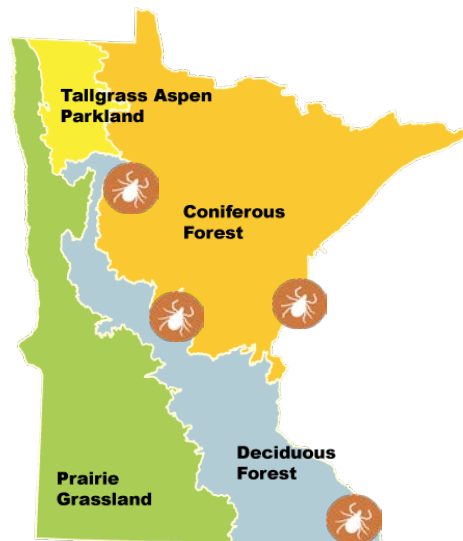 Tallgrass Aspen
Parkland
Coniferous
Forest
Deciduous
Forest
Prairie
Grassland